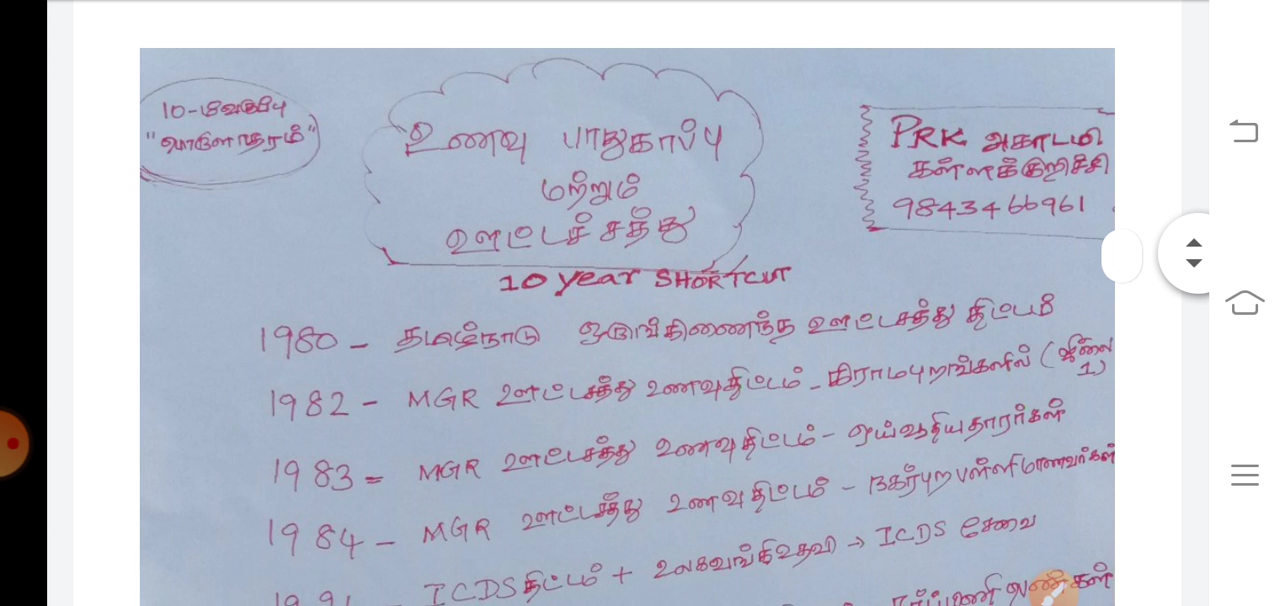 10-ம் வகுப்பு
"பொருளாதாரம்"
உணவு பாதுகாப்பு
மற்றும்
ஊட்டச்சத்து
PRK அகாடமி
கள்ளக்குறிச்சி
9843466961
10 year SHORTCUT
1980 - தமிழ்நாடு ஒருங்கிணைந்த ஊட்டசத்து திட்டம்
1982 - MGR ஊட்டசத்து உணவுதிட்டம் - கிராமபுறங்களில் (ஜீலை 1)
1983 = MGR ஊட்டசத்து உணவு திட்டம் - ஓய்வூதியதாரர்கள்
1984 - MGR ஊட்டசத்து உணவு திட்டம் - நகர்புற பள்ளி மாணவர்கள்
1991 ICDS திட்டம் + உலகவங்கி உதவி → ICDS சேவை